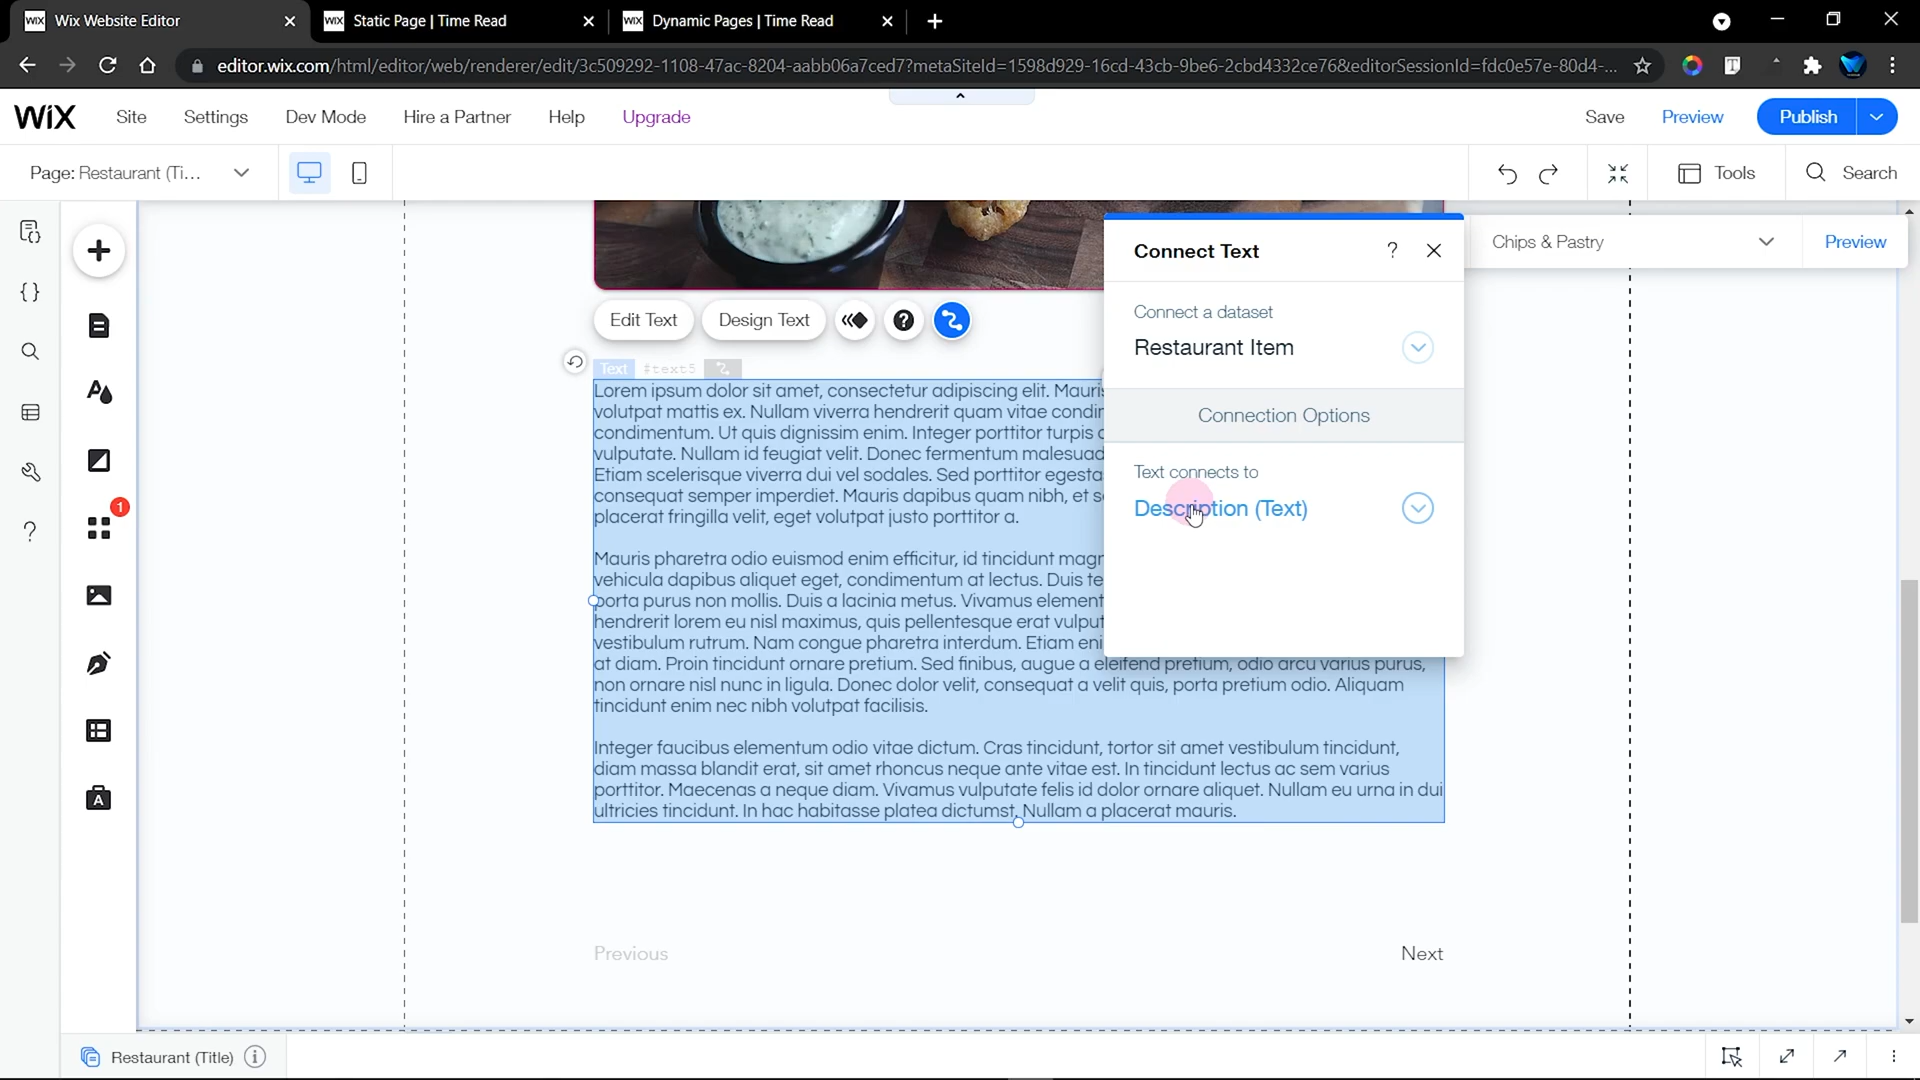 Wix Website Editor
Static Page | Time Read
Dynamic Pages | Time Read
editor.wix.com/html/editor/web/renderer/edit/3c509292-1108-47ac-8204-aabb06a7ced7?metaSiteId=1598d929-16cd-43cb-9be6-2cbd4332ce76&editorSessionId=fdc0e57e-80d4-...
WiX Site Settings Dev Mode Hire a Partner Help Upgrade Save Preview Publish
Page: Restaurant (Ti... Tools Search
Connect Text ?
Chips & Pastry Preview
Connect a dataset
Restaurant Item
Connection Options
Text connects to
Description (Text)
Edit Text Design Text ?
Text #text5
Lorem ipsum dolor sit amet, consectetur adipiscing elit. Mauris
volutpat mattis ex. Nullam viverra hendrerit quam vitae
condimentum. Ut quis dignissim enim. Integer porttitor turpis
vulputate. Nullam id feugiat velit. Donec fermentum
Etiam scelerisque viverra dui vel sodales. Sed porttitor
consequat semper imperdiet. Mauris dapibus quam nibh, et
placerat fringilla velit, eget volutpat justo porttitor a.
Mauris pharetra odio euismod enim efficitur, id tincidunt
vehicula dapibus aliquet eget, condimentum at lectus. Duis
porta purus non mollis. Duis a lacinia metus. Vivamus
hendrerit lorem eu nisl maximus, quis pellentesque erat
vestibulum rutrum. Nam congue pharetra interdum. Etiam
at diam. Proin tincidunt ornare pretium. Sed finibus, augue a eleifend pretium, odio arcu varius purus,
non ornare nisl nunc in ligula. Donec dolor velit, consequat a velit quis, porta pretium odio. Aliquam
tincidunt enim nec nibh volutpat facilisis.
Integer faucibus elementum odio vitae dictum. Cras tincidunt, tortor sit amet vestibulum tincidunt,
diam massa blandit erat, sit amet rhoncus neque ante vitae est. In tincidunt lectus ac sem varius
porttitor. Maecenas a neque diam. Vivamus vulputate felis id dolor ornare aliquet. Nullam eu urna in dui
ultricies tincidunt. In hac habitasse platea dictumst. Nullam a placerat mauris.
Previous Next
1
Restaurant (Title)